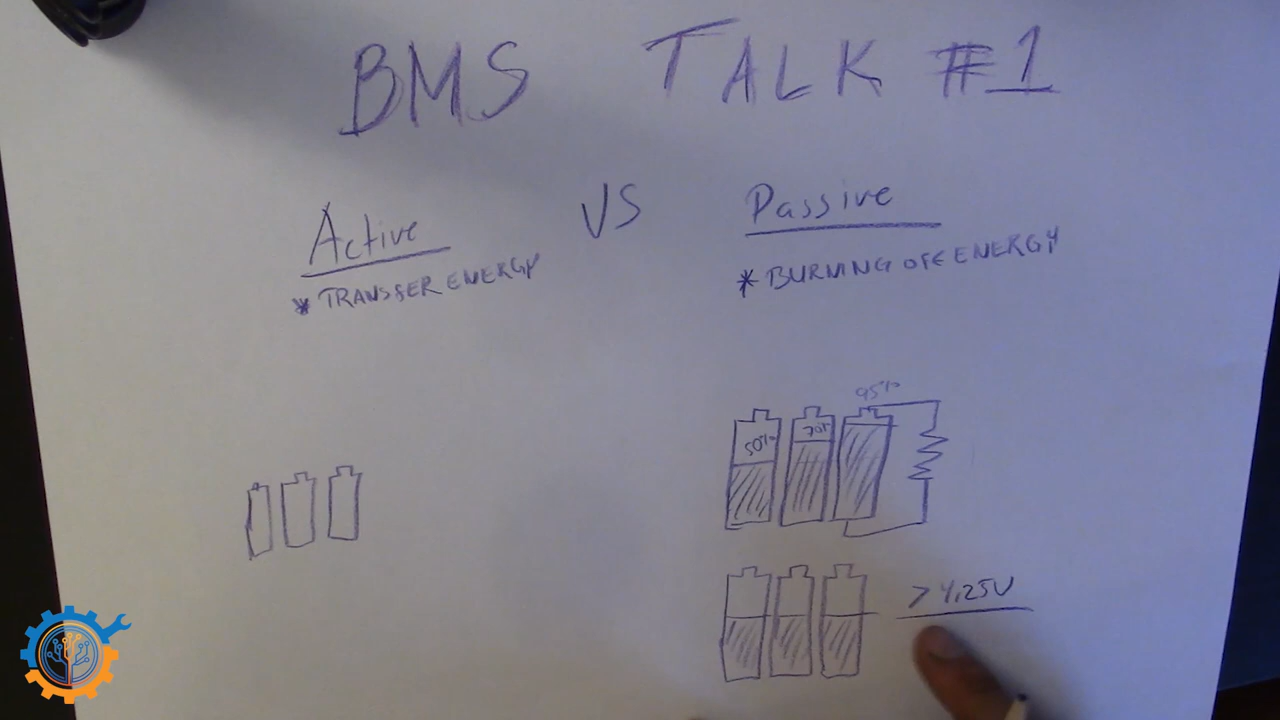 BMS TALK #1
Active VS Passive
* TRANSFER ENERGY
* BURNING OFF ENERGY
95%
50% 70%
> 4,25V